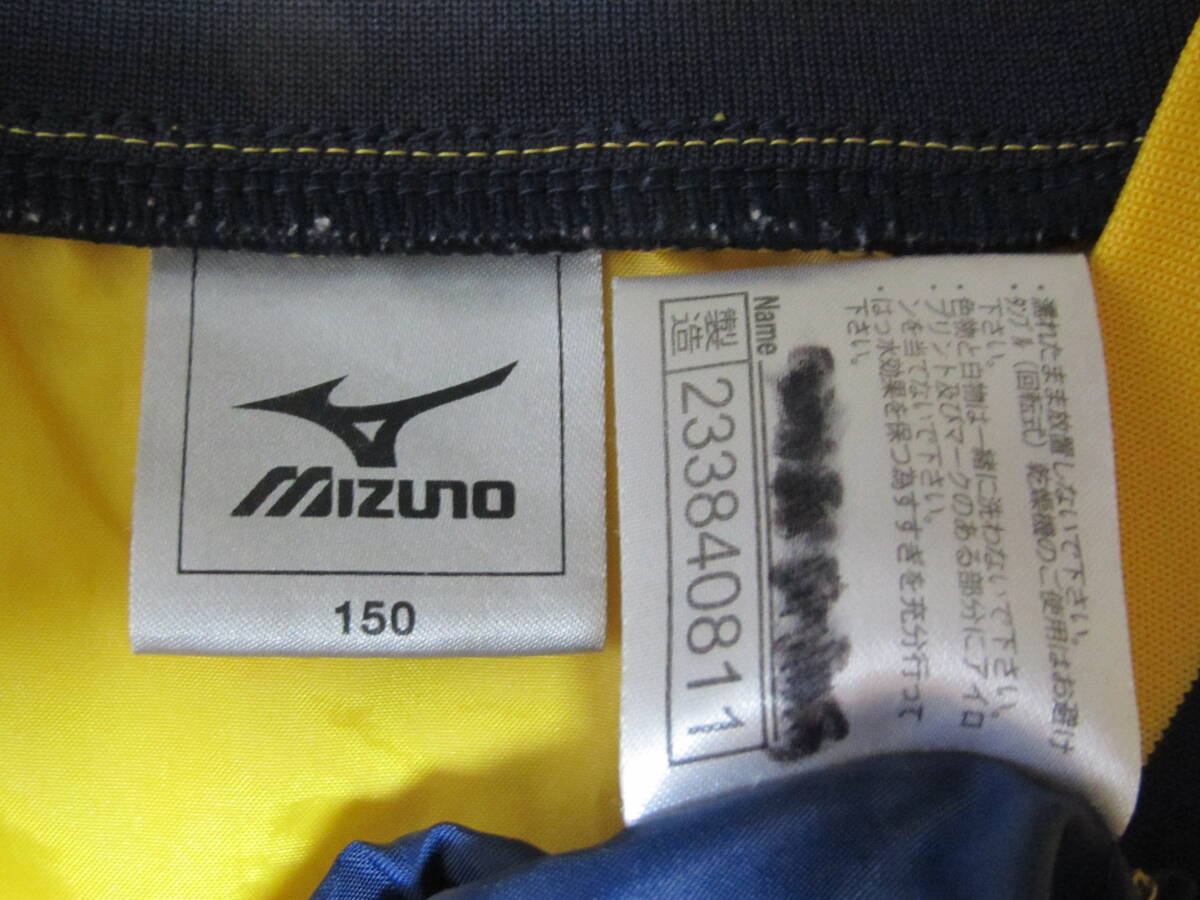 MIZUNO
150
・濡れたまま放置しないで下さい。
・ﾀﾝﾌﾞﾙ (回転式) 乾燥機のご使用はお避け
下さい。
・色物と白物は一緒に洗わないで下さい。
・プリント及びマークのある部分にアイロ
ンを当てないで下さい。
・はっ水効果を保つ為すすぎを充分行って
下さい。
Name
製造 233840811